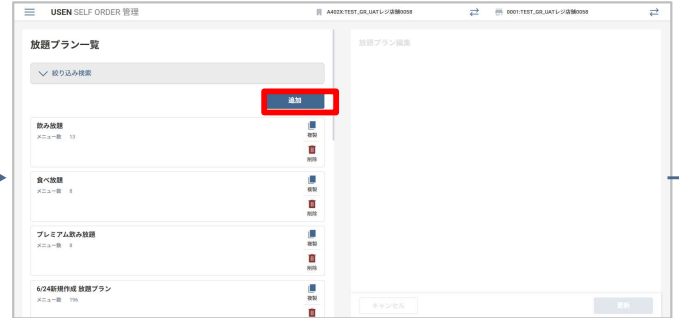 USEN SELF ORDER 管理
A402X:TEST_GR_UATレジ店舗0058
0001:TEST_GR_UATレジ店舗0058
放題プラン一覧
放題プラン編集
絞り込み検索
追加
飲み放題
メニュー数 13
複製
削除
食べ放題
メニュー数 8
複製
削除
プレミアム飲み放題
メニュー数 8
複製
削除
6/24新規作成 放題プラン
メニュー数 196
複製
キャンセル
更新